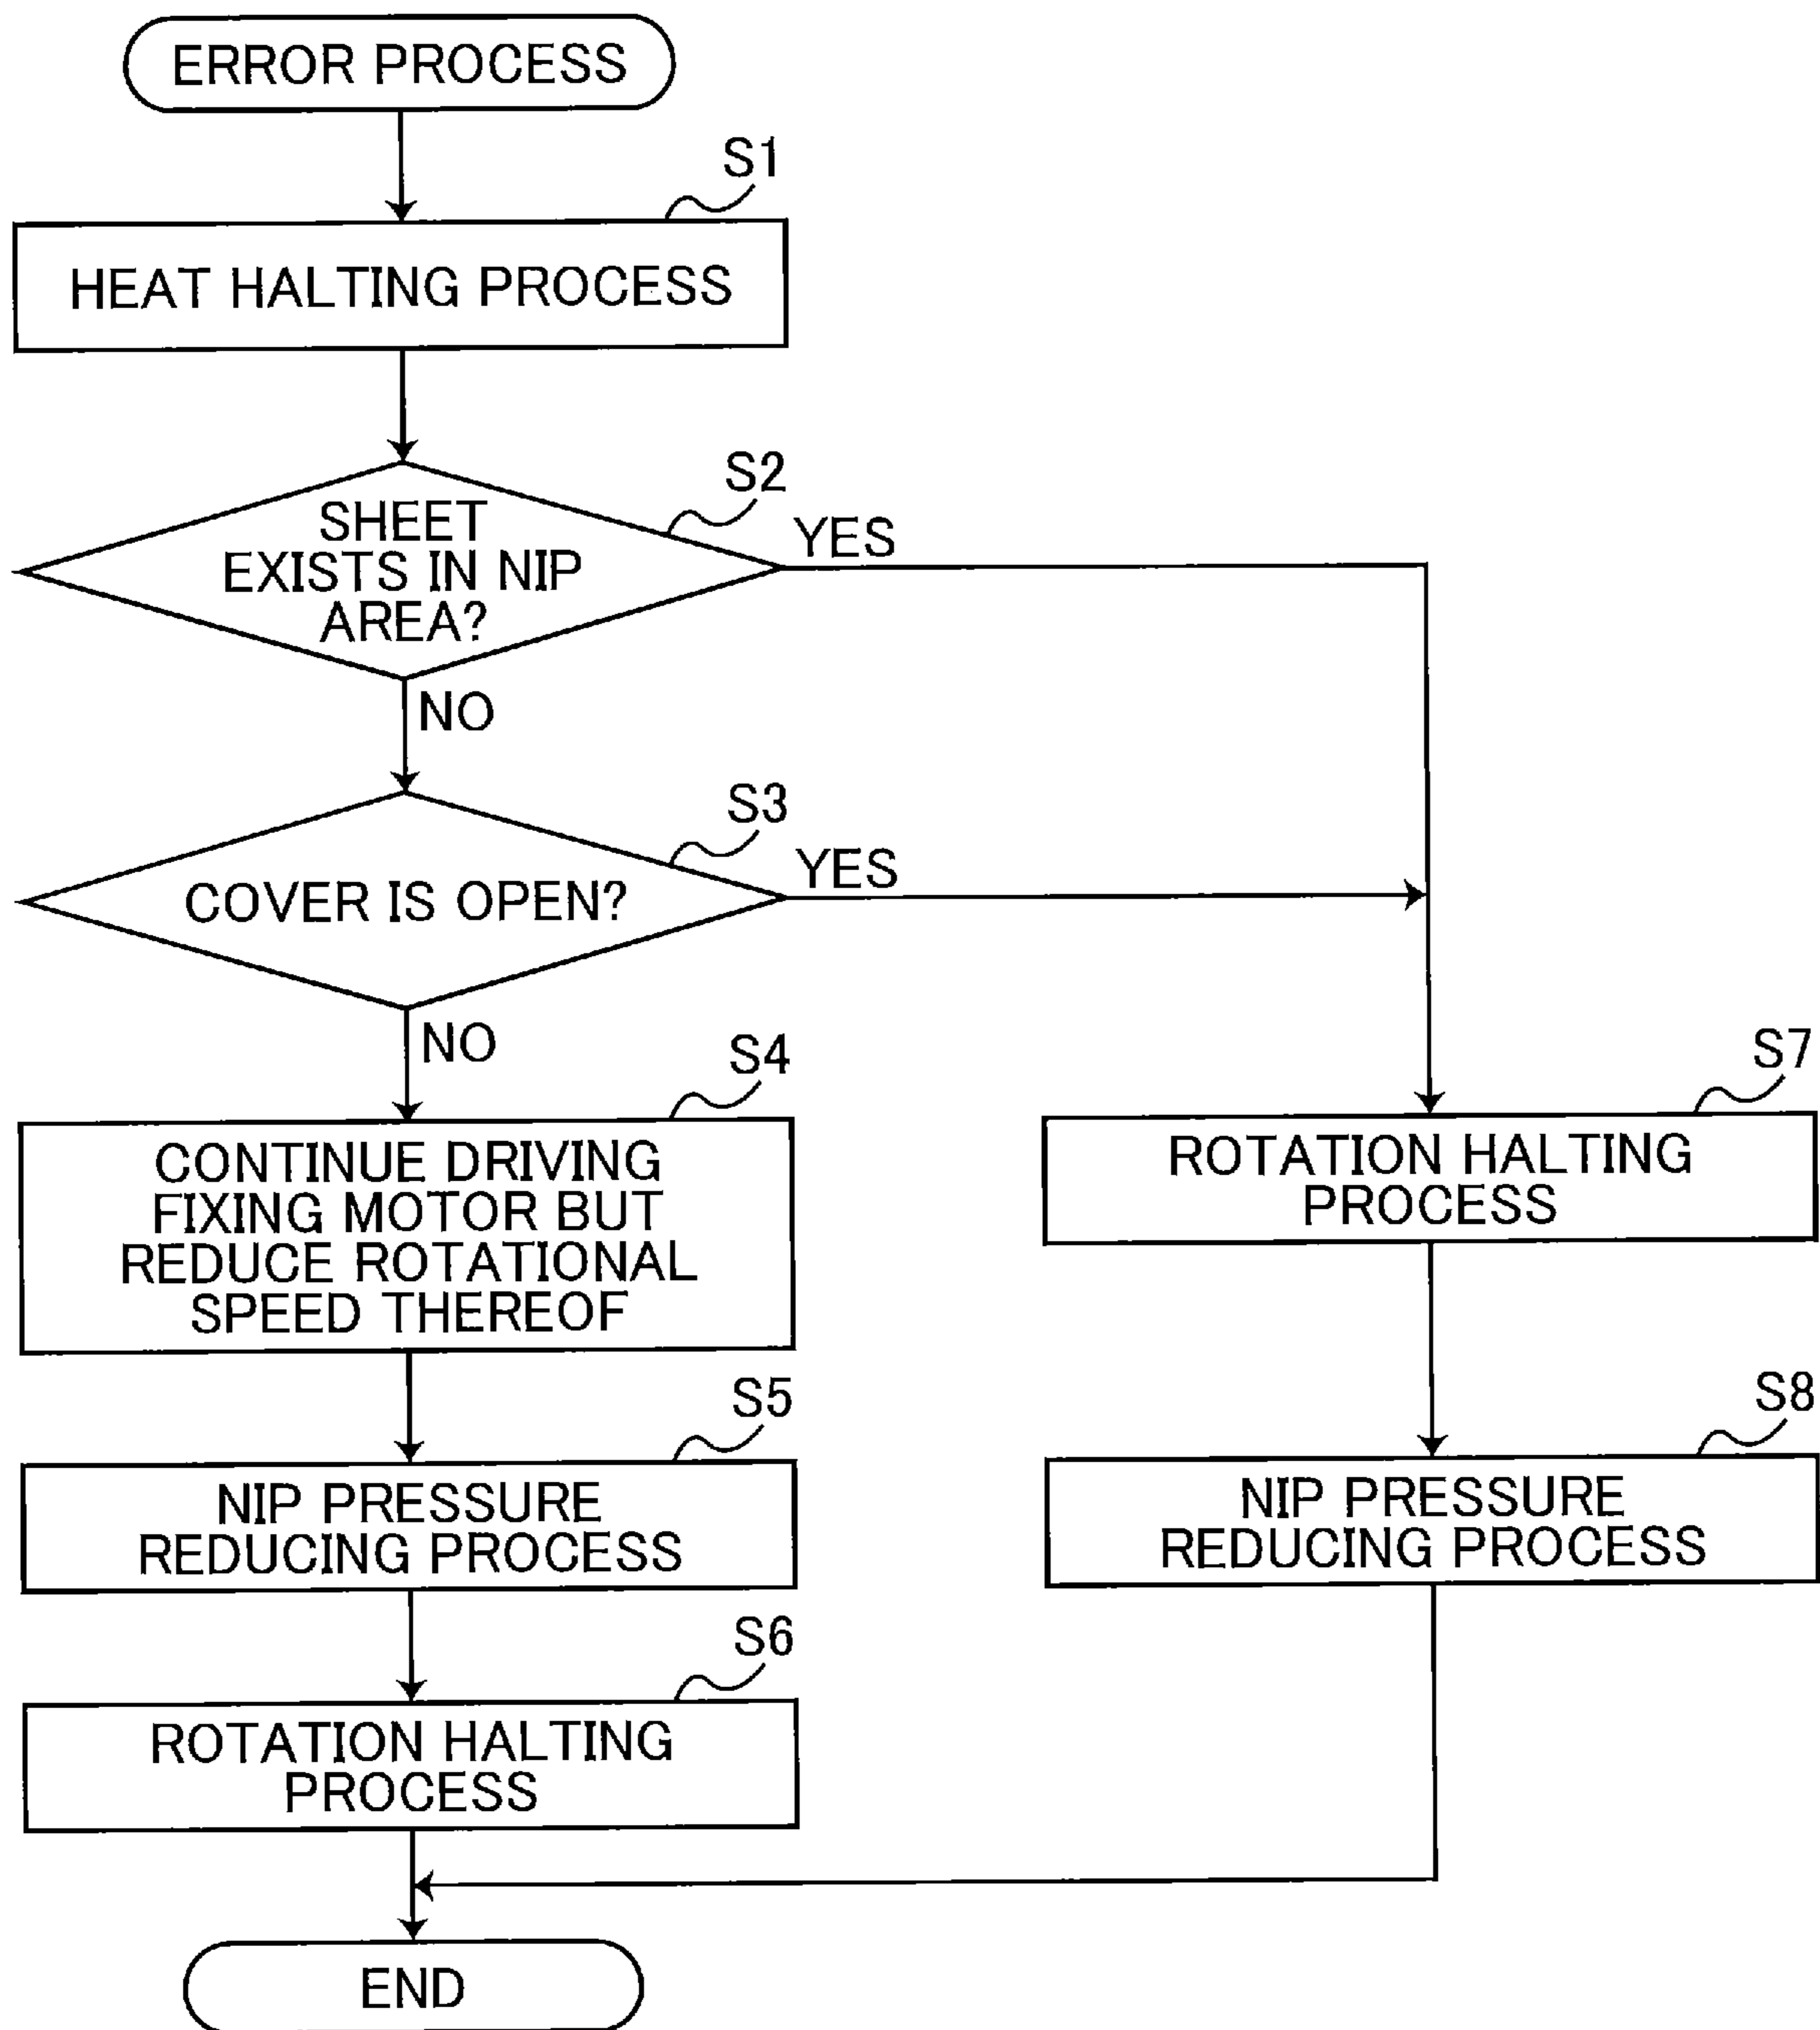 ERROR PROCESS
S1
HEAT HALTING PROCESS
S2
SHEET
EXISTS IN NIP
AREA?
YES
NO
S3
COVER IS OPEN?
YES
NO
S4
CONTINUE DRIVING
FIXING MOTOR BUT
REDUCE ROTATIONAL
SPEED THEREOF
S7
ROTATION HALTING
PROCESS
S5
NIP PRESSURE
REDUCING PROCESS
S8
NIP PRESSURE
REDUCING PROCESS
S6
ROTATION HALTING
PROCESS
END